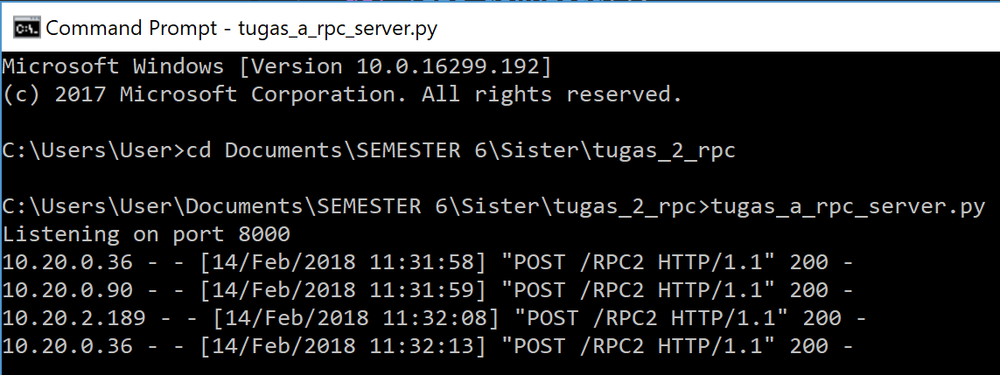 Command Prompt - tugas_a_rpc_server.py
Microsoft Windows [Version 10.0.16299.192]
(c) 2017 Microsoft Corporation. All rights reserved.
C:\Users\User>cd Documents\SEMESTER 6\Sister\tugas_2_rpc
C:\Users\User\Documents\SEMESTER 6\Sister\tugas_2_rpc>tugas_a_rpc_server.py
Listening on port 8000
10.20.0.36 - - [14/Feb/2018 11:31:58] "POST /RPC2 HTTP/1.1" 200 -
10.20.0.90 - - [14/Feb/2018 11:31:59] "POST /RPC2 HTTP/1.1" 200 -
10.20.2.189 - - [14/Feb/2018 11:32:08] "POST /RPC2 HTTP/1.1" 200 -
10.20.0.36 - - [14/Feb/2018 11:32:13] "POST /RPC2 HTTP/1.1" 200 -